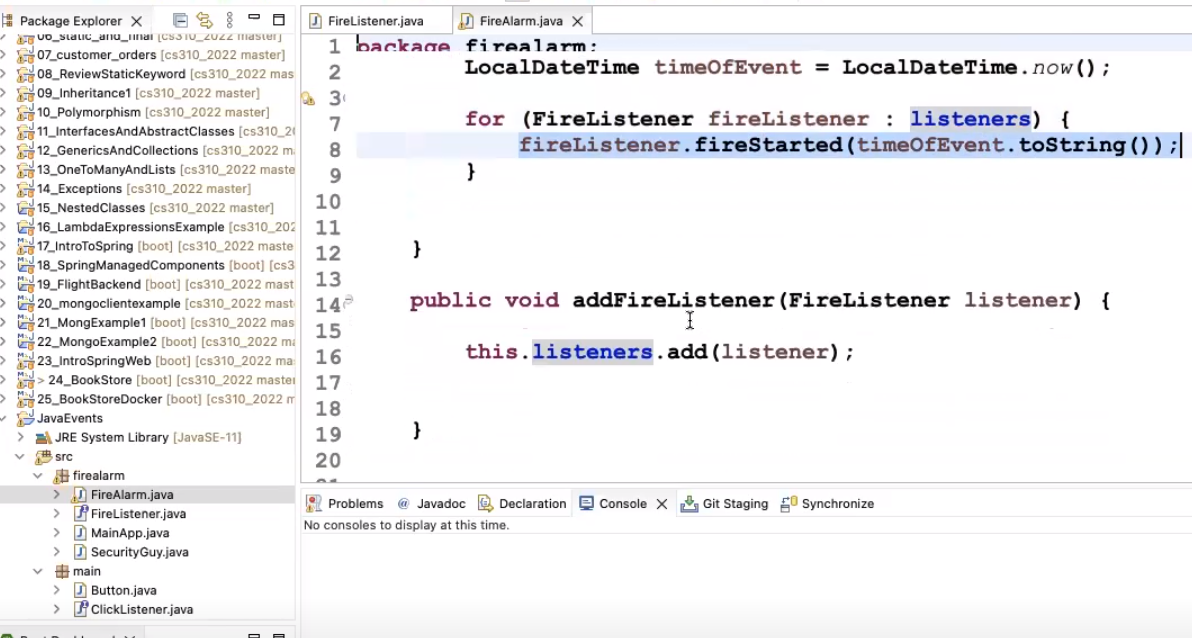 Package Explorer
06_static_and_final [cs310_2022 master]
07_customer_orders [cs310_2022 master]
08_ReviewStaticKeyword [cs310_2022 mas
09_Inheritance1 [cs310_2022 master]
10_Polymorphism [cs310_2022 master]
11_InterfacesAndAbstractClasses [cs310_20
12_GenericsAndCollections [cs310_2022 ma
13_OneToManyAndLists [cs310_2022 maste
14_Exceptions [cs310_2022 master]
15_NestedClasses [cs310_2022 master]
16_LambdaExpressionsExample [cs310_202
17_IntroToSpring [boot] [cs310_2022 maste
18_SpringManagedComponents [boot] [cs3
19_FlightBackend [boot] [cs310_2022 maste
20_mongoclientexample [cs310_2022 mast
21_MongExample1 [boot] [cs310_2022 mas
22_MongoExample2 [boot] [cs310_2022 m
23_IntroSpringWeb [boot] [cs310_2022 mas
> 24_BookStore [boot] [cs310_2022 master
25_BookStoreDocker [boot] [cs310_2022 m
JavaEvents
JRE System Library [JavaSE-11]
src
firealarm
FireAlarm.java
FireListener.java
MainApp.java
SecurityGuy.java
main
Button.java
ClickListener.java
FireListener.java FireAlarm.java
1 package firealarm;
2 LocalDateTime timeOfEvent = LocalDateTime.now();
3
7 for (FireListener fireListener : listeners) {
8 fireListener.fireStarted(timeOfEvent.toString());
9 }
10
11
12 }
13
14 public void addFireListener(FireListener listener) {
15
16 this.listeners.add(listener);
17
18
19 }
20
Problems @ Javadoc Declaration Console Git Staging Synchronize
No consoles to display at this time.